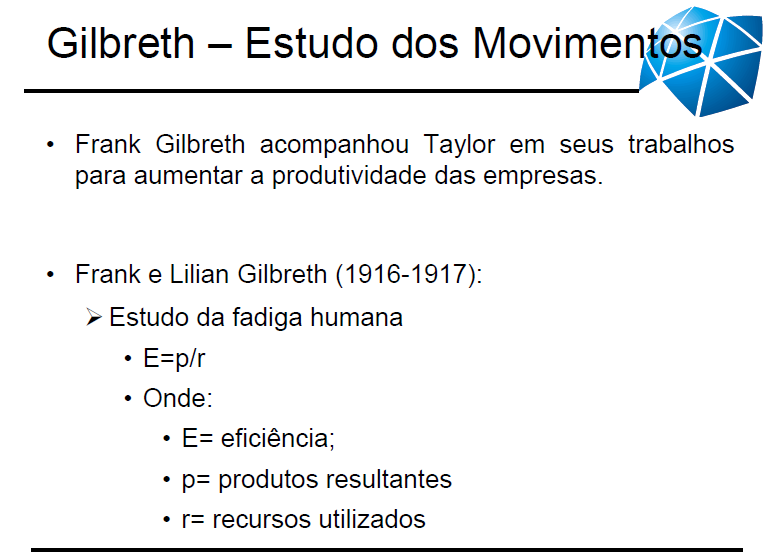 Gilbreth – Estudo dos Movimentos
• Frank Gilbreth acompanhou Taylor em seus trabalhos
para aumentar a produtividade das empresas.
• Frank e Lilian Gilbreth (1916-1917):
➢ Estudo da fadiga humana
• E=p/r
• Onde:
• E= eficiência;
• p= produtos resultantes
• r= recursos utilizados